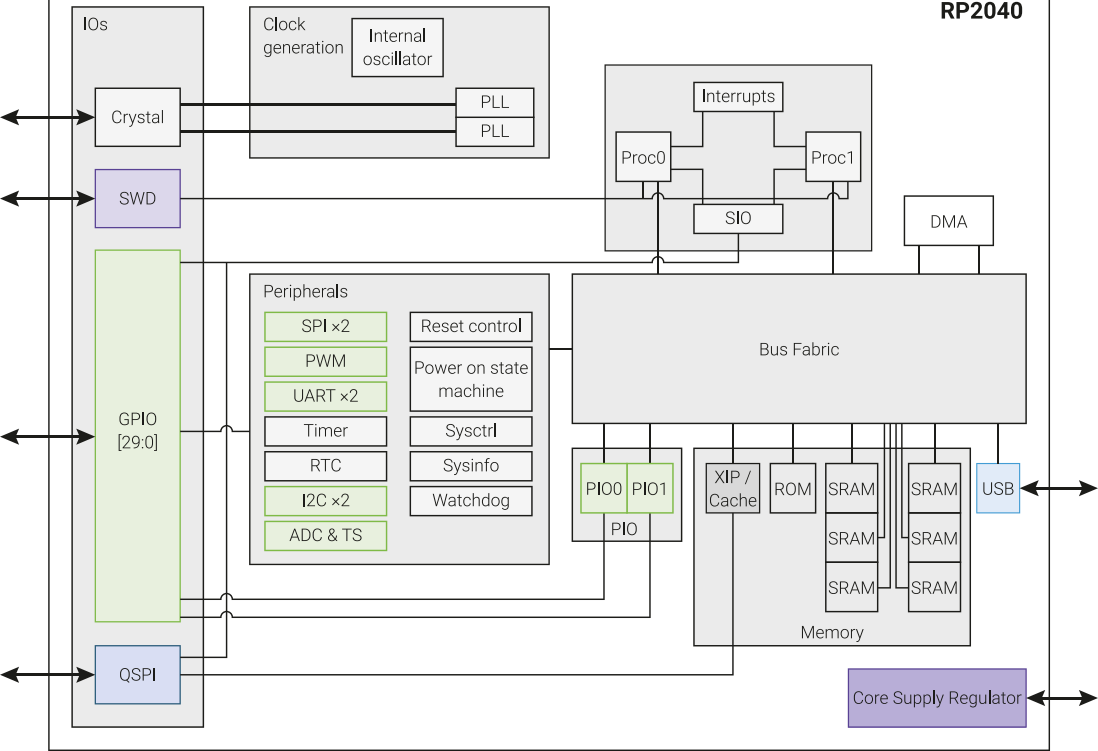 RP2040
IOs
Clock
generation
Internal
oscillator
PLL
PLL
Crystal
SWD
GPIO
[29:0]
QSPI
Interrupts
Proc0
Proc1
SIO
DMA
Peripherals
SPI ×2
PWM
UART ×2
Timer
RTC
I2C ×2
ADC & TS
Reset control
Power on state
machine
Sysctrl
Sysinfo
Watchdog
Bus Fabric
PIO0
PIO1
PIO
XIP /
Cache
ROM
SRAM
SRAM
SRAM
SRAM
SRAM
SRAM
Memory
USB
Core Supply Regulator